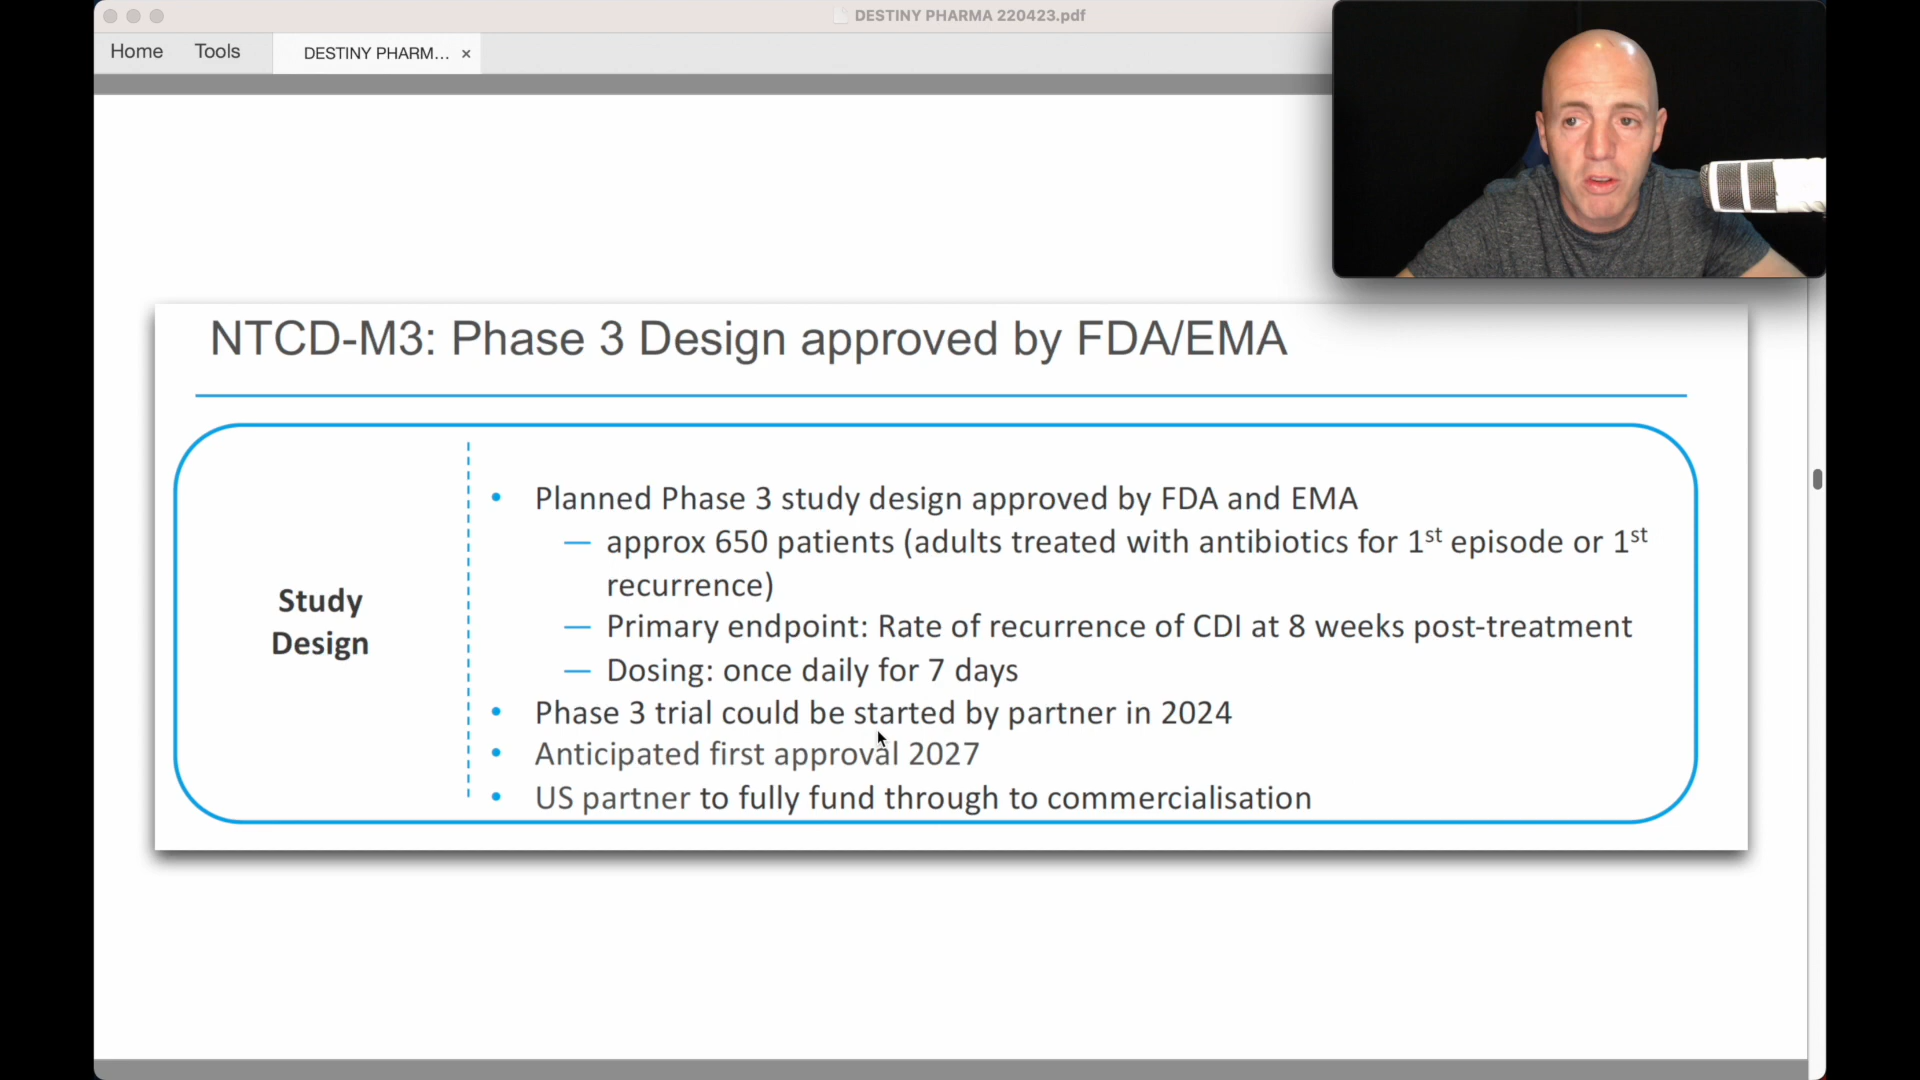 DESTINY PHARMA 220423.pdf
Home Tools DESTINY PHARM... ×
NTCD-M3: Phase 3 Design approved by FDA/EMA
Study
Design
• Planned Phase 3 study design approved by FDA and EMA
— approx 650 patients (adults treated with antibiotics for 1st episode or 1st
recurrence)
— Primary endpoint: Rate of recurrence of CDI at 8 weeks post-treatment
— Dosing: once daily for 7 days
• Phase 3 trial could be started by partner in 2024
• Anticipated first approval 2027
• US partner to fully fund through to commercialisation